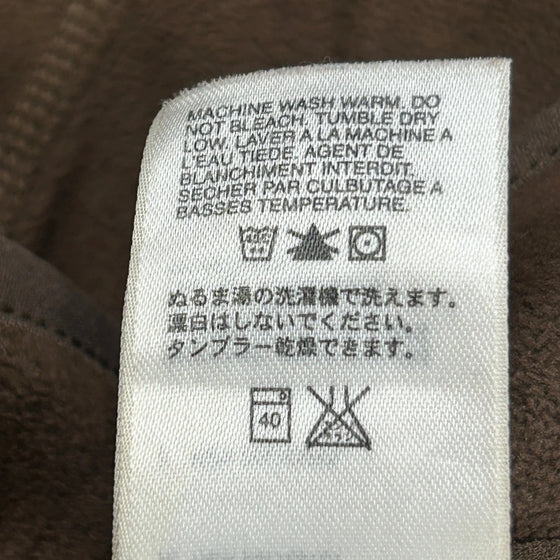 MACHINE WASH WARM. DO
NOT BLEACH, TUMBLE DRY
LOW, LAVER A LA MACHINE A
L'EAU TIEDE. AGENT DE
BLANCHIMENT INTERDIT.
SECHER PAR CULBUTAGE A
BASSES TEMPERATURE.
ぬるま湯の洗濯機で洗えます。
漂白はしないでください。
タンブラー乾燥できます。
40